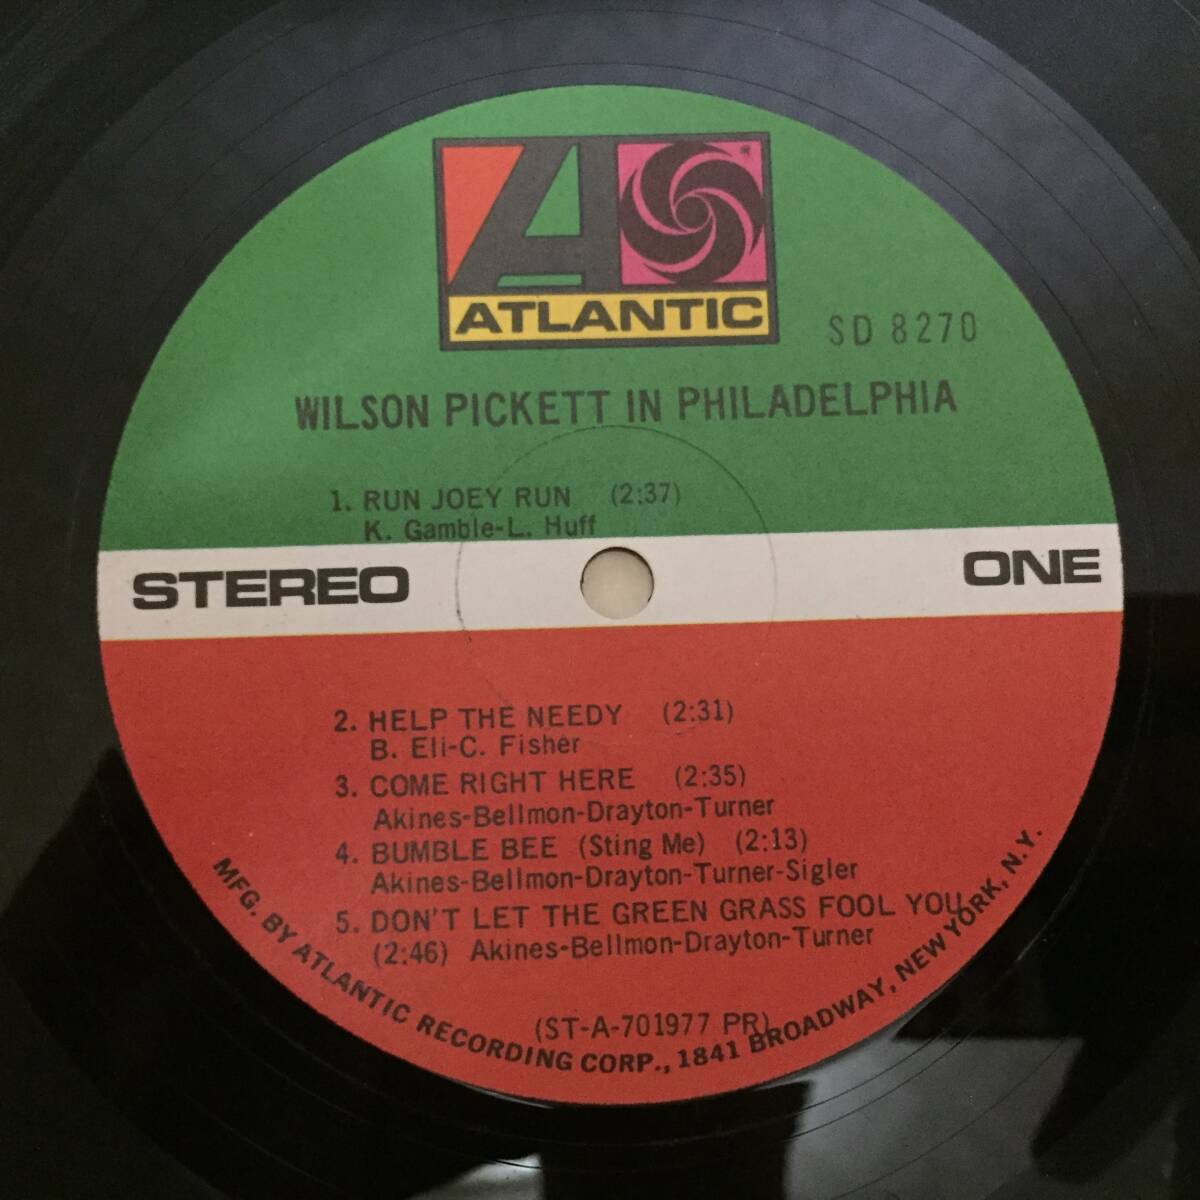 ATLANTIC
SD 8270
WILSON PICKETT IN PHILADELPHIA
1. RUN JOEY RUN (2:37)
K. Gamble-L. Huff
STEREO
ONE
2. HELP THE NEEDY (2:31)
B. Eli-C. Fisher
3. COME RIGHT HERE (2:35)
Akines-Bellmon-Drayton-Turner
4. BUMBLE BEE (Sting Me) (2:13)
Akines-Bellmon-Drayton-Turner-Sigler
5. DON'T LET THE GREEN GRASS FOOL YOU
(2:46) Akines-Bellmon-Drayton-Turner
(ST-A-701977 PR)
MFG. BY ATLANTIC RECORDING CORP., 1841 BROADWAY, NEW YORK, N.Y.